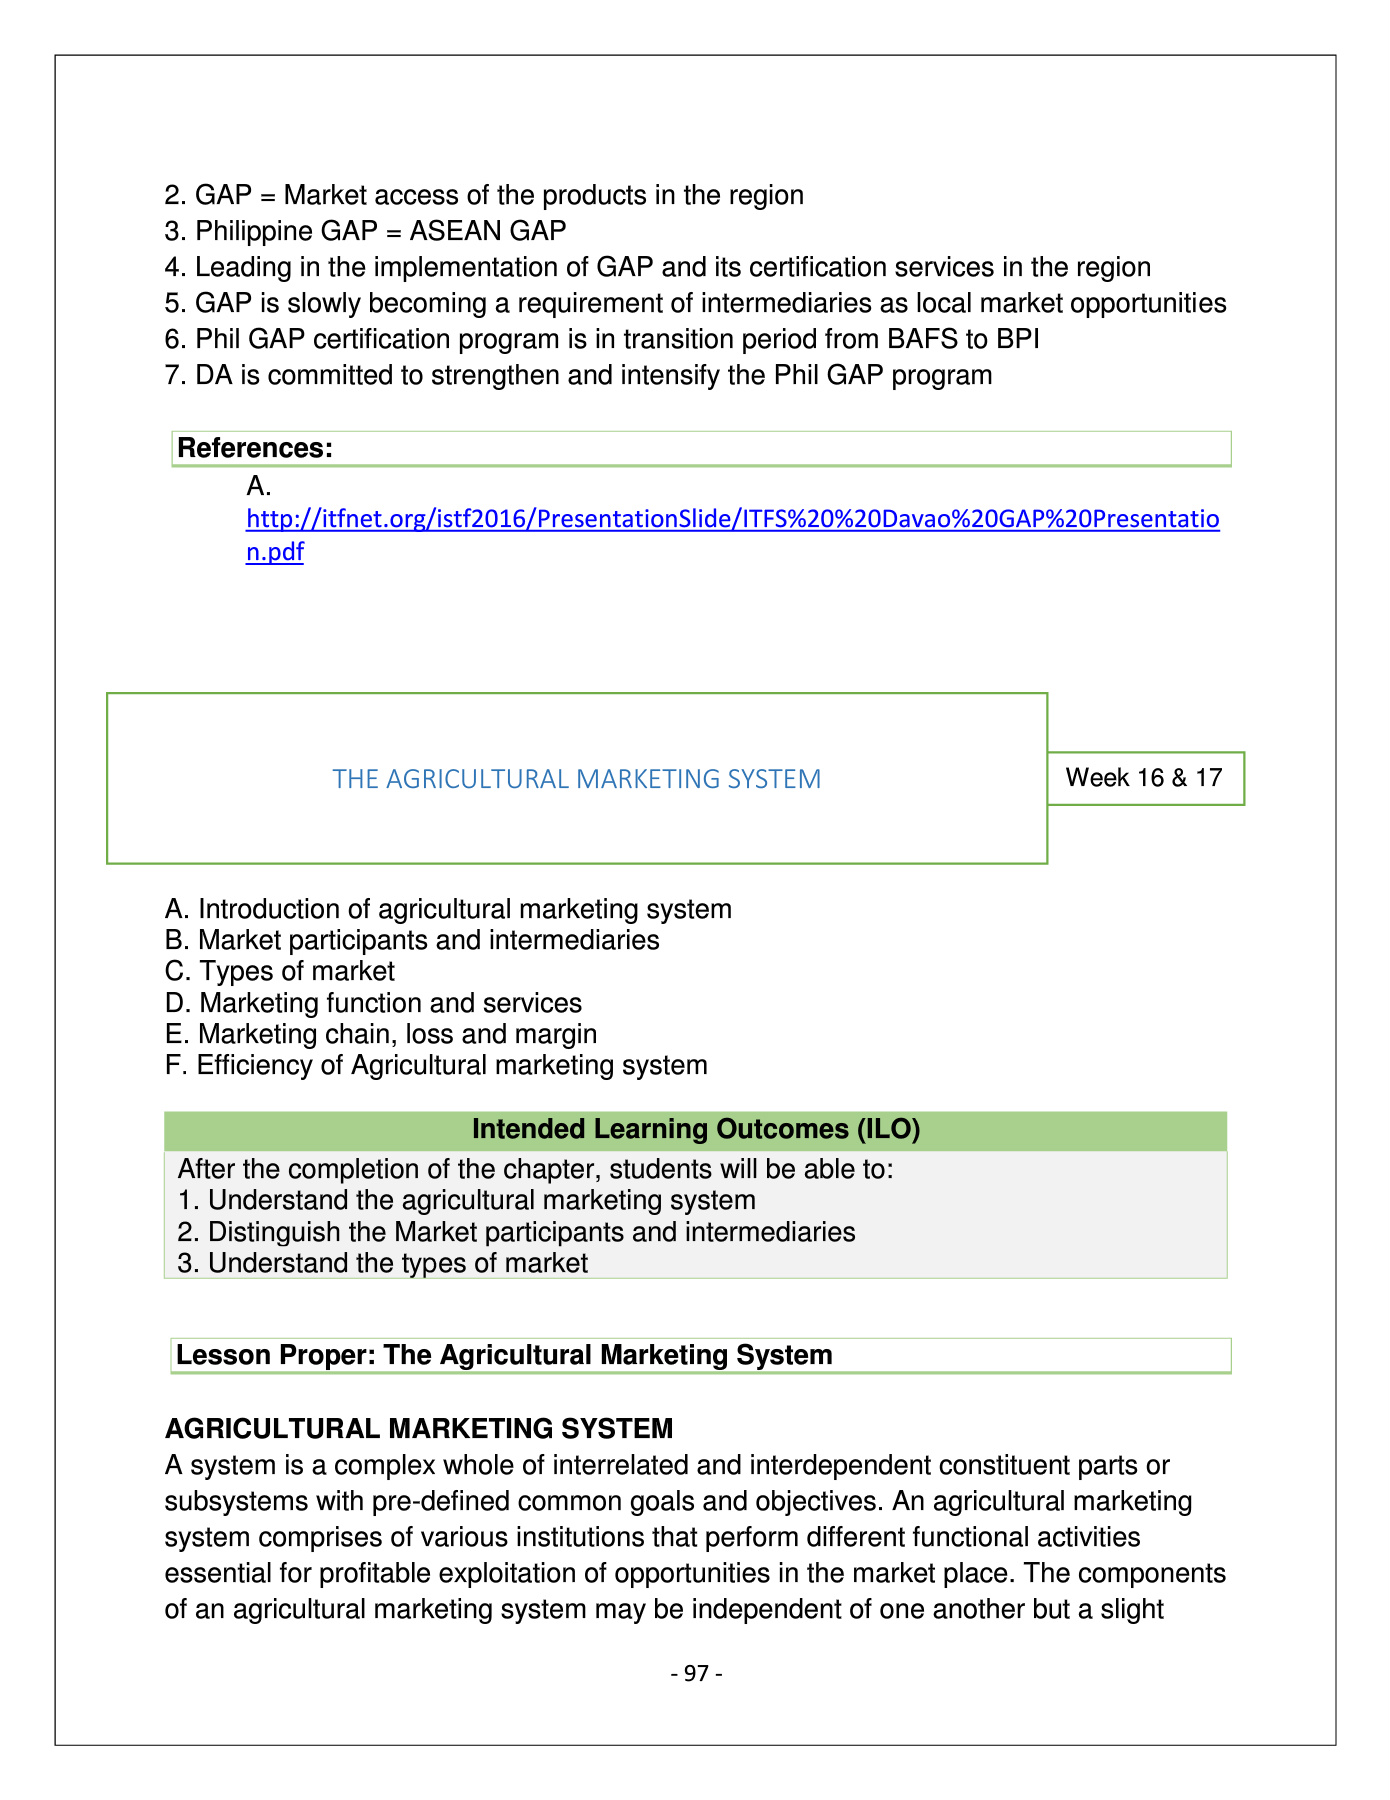 2. GAP = Market access of the products in the region
3. Philippine GAP = ASEAN GAP
4. Leading in the implementation of GAP and its certification services in the region
5. GAP is slowly becoming a requirement of intermediaries as local market opportunities
6. Phil GAP certification program is in transition period from BAFS to BPI
7. DA is committed to strengthen and intensify the Phil GAP program
References:
A.
http://itfnet.org/istf2016/PresentationSlide/ITFS%20%20Davao%20GAP%20Presentatio
n.pdf
THE AGRICULTURAL MARKETING SYSTEM
Week 16 & 17
A. Introduction of agricultural marketing system
B. Market participants and intermediaries
C. Types of market
D. Marketing function and services
E. Marketing chain, loss and margin
F. Efficiency of Agricultural marketing system
Intended Learning Outcomes (ILO)
After the completion of the chapter, students will be able to:
1. Understand the agricultural marketing system
2. Distinguish the Market participants and intermediaries
3. Understand the types of market
Lesson Proper: The Agricultural Marketing System
AGRICULTURAL MARKETING SYSTEM
A system is a complex whole of interrelated and interdependent constituent parts or
subsystems with pre-defined common goals and objectives. An agricultural marketing
system comprises of various institutions that perform different functional activities
essential for profitable exploitation of opportunities in the market place. The components
of an agricultural marketing system may be independent of one another but a slight
- 97 -